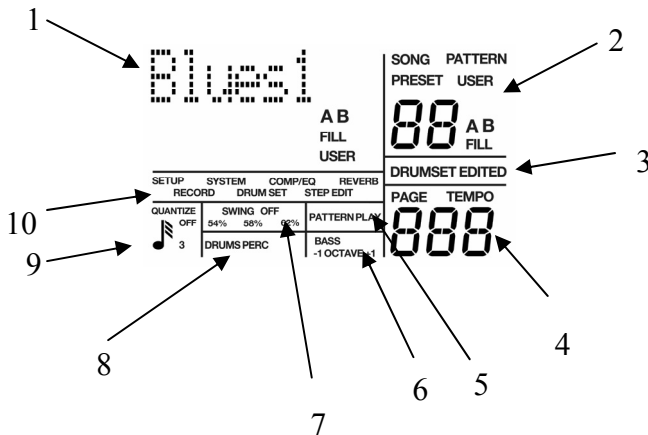 1
Blues1
SONG PATTERN
PRESET USER
2
88 A B
FILL
A B
FILL
USER
DRUMSET EDITED
3
SETUP SYSTEM COMP/EQ REVERB
RECORD DRUM SET STEP EDIT
10
PAGE TEMPO
888
QUANTIZE
OFF
3
9
SWING OFF
54% 58% 62%
PATTERN PLAY
DRUMS PERC
BASS
-1 OCTAVE +1
8
7
6
5
4